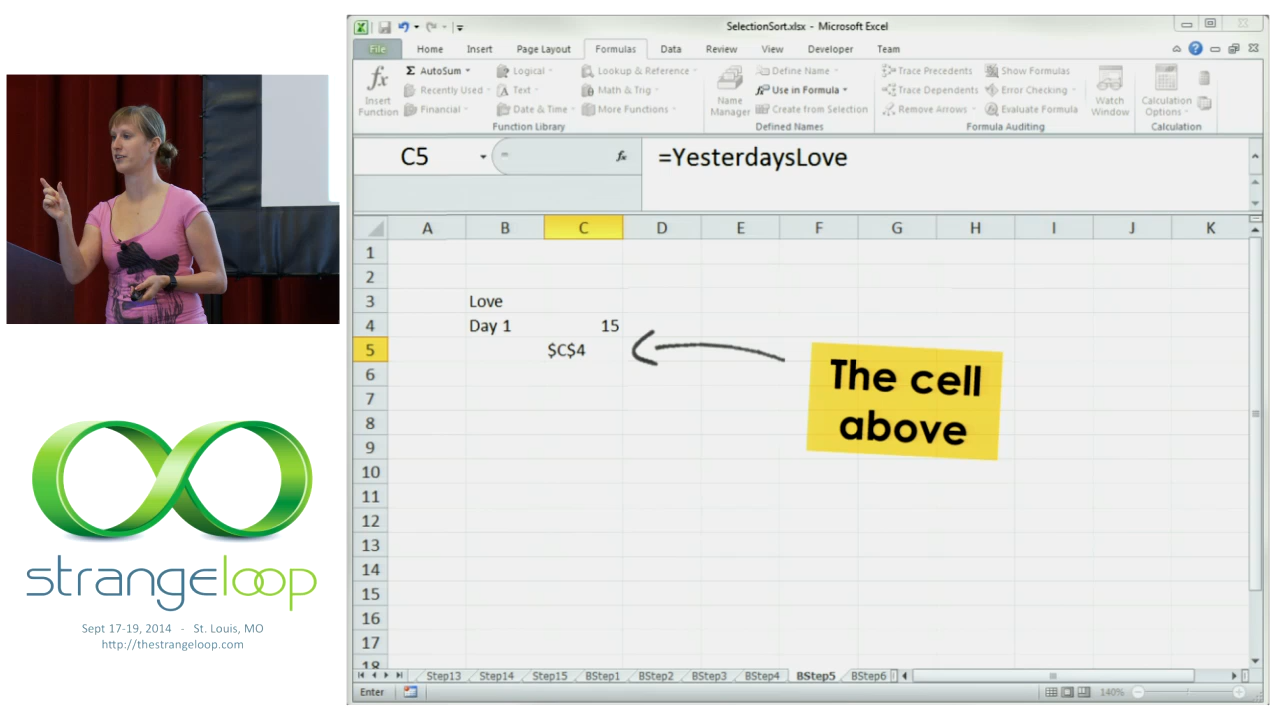 SelectionSort.xlsx - Microsoft Excel
File Home Insert Page Layout Formulas Data Review View Developer Team
fx Insert Function
Σ AutoSum
Recently Used
Financial
Logical
Text
Date & Time
Lookup & Reference
Math & Trig
More Functions
Function Library
Name Manager
Define Name
Use in Formula
Create from Selection
Defined Names
Trace Precedents
Trace Dependents
Remove Arrows
Show Formulas
Error Checking
Evaluate Formula
Formula Auditing
Watch Window
Calculation Options
Calculation
C5 = fx =YesterdaysLove
A B C D E F G H I J K
1
2
3 Love
4 Day 1 15
5 $C$4
6
7
8
9
10
11
12
13
14
15
16
17
18
The cell
above
Step13 Step14 Step15 BStep1 BStep2 BStep3 BStep4 BStep5 BStep6
Enter 140%
strangeloop
Sept 17-19, 2014 - St. Louis, MO
http://thestrangeloop.com